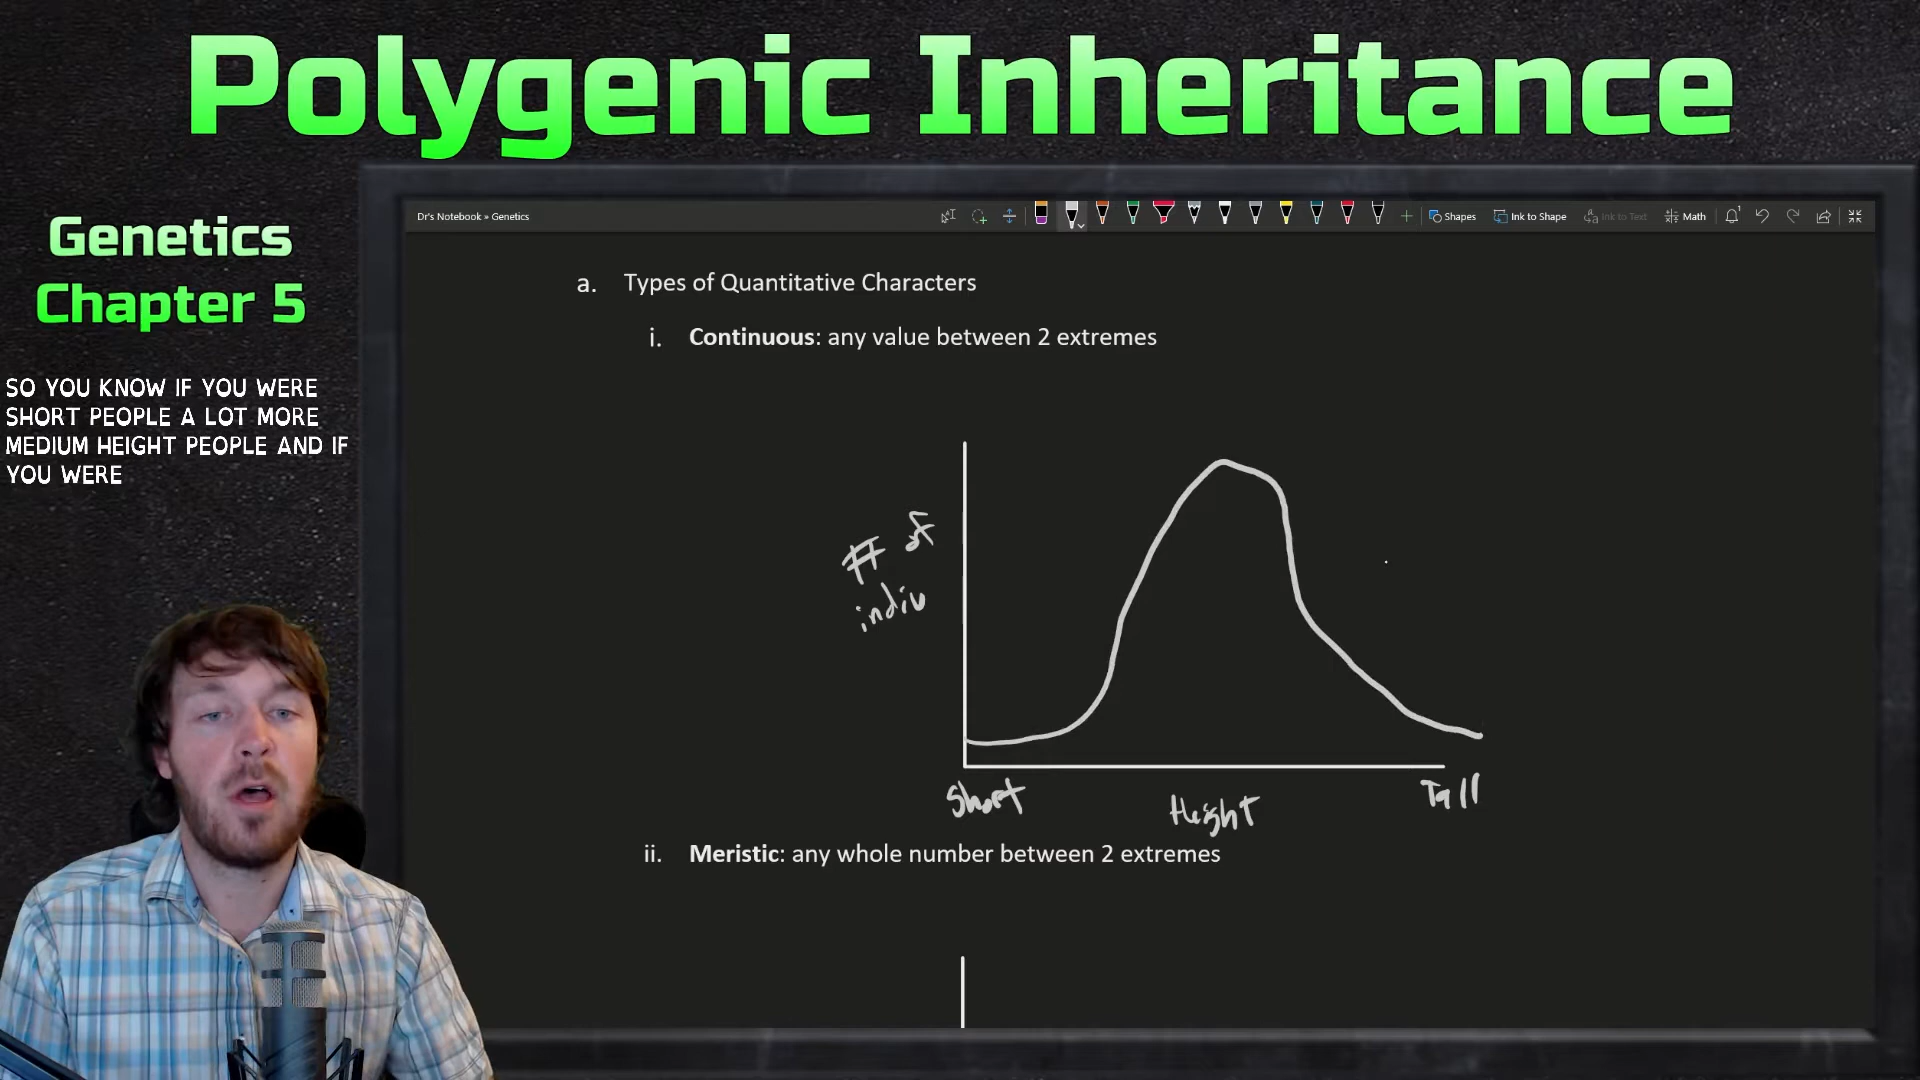 Polygenic Inheritance
Genetics
Chapter 5
SO YOU KNOW IF YOU WERE
SHORT PEOPLE A LOT MORE
MEDIUM HEIGHT PEOPLE AND IF
YOU WERE
Dr's Notebook » Genetics
Shapes
Ink to Shape
Ink to Text
Math
a. Types of Quantitative Characters
i. Continuous: any value between 2 extremes
# of
indiv
Short
Height
Tall
ii. Meristic: any whole number between 2 extremes